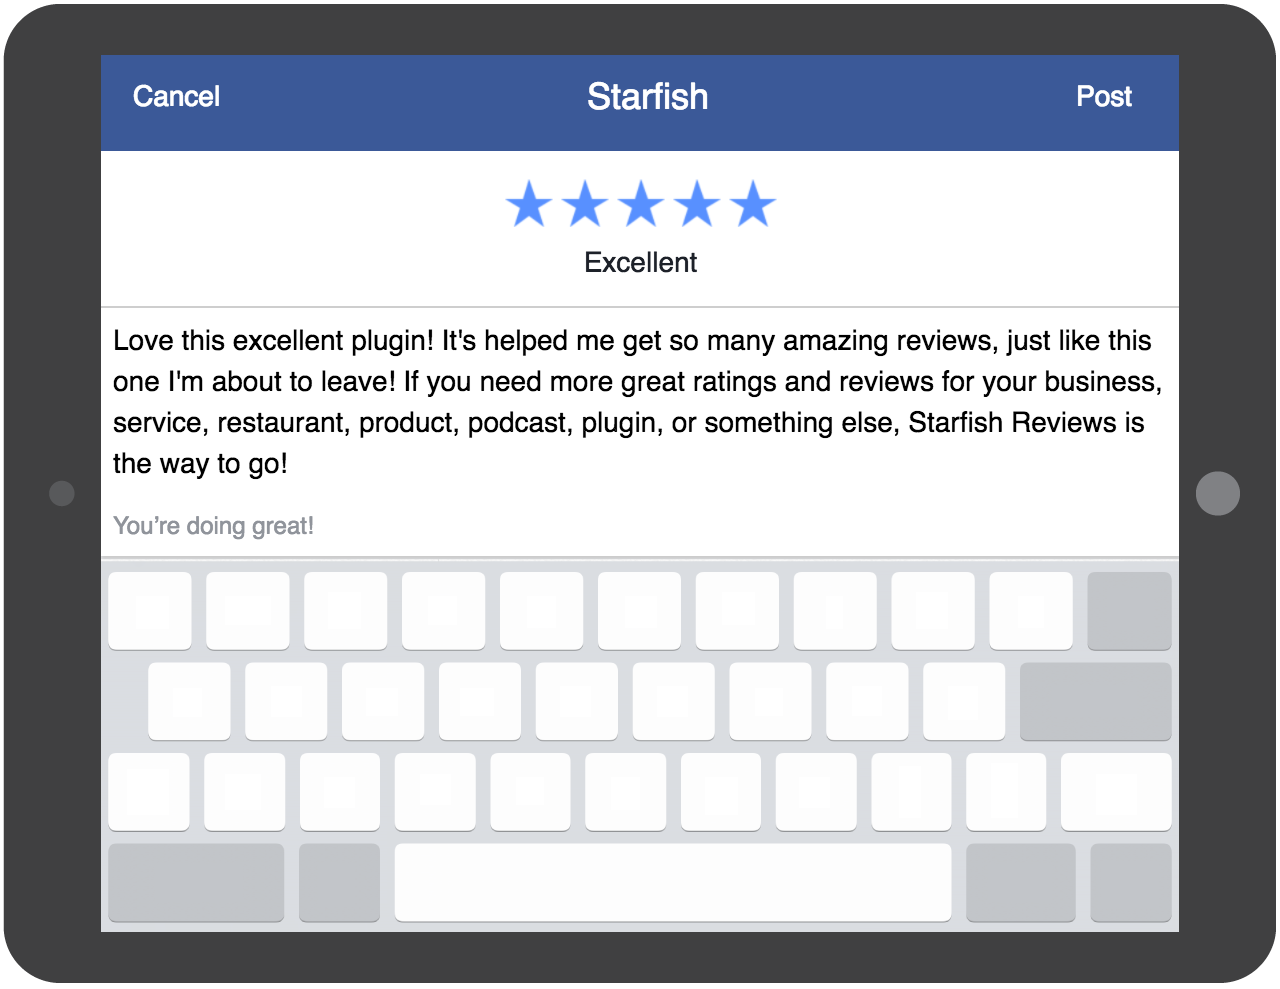 Cancel
Starfish
Post
Excellent
Love this excellent plugin! It's helped me get so many amazing reviews, just like this
one I'm about to leave! If you need more great ratings and reviews for your business,
service, restaurant, product, podcast, plugin, or something else, Starfish Reviews is
the way to go!
You’re doing great!